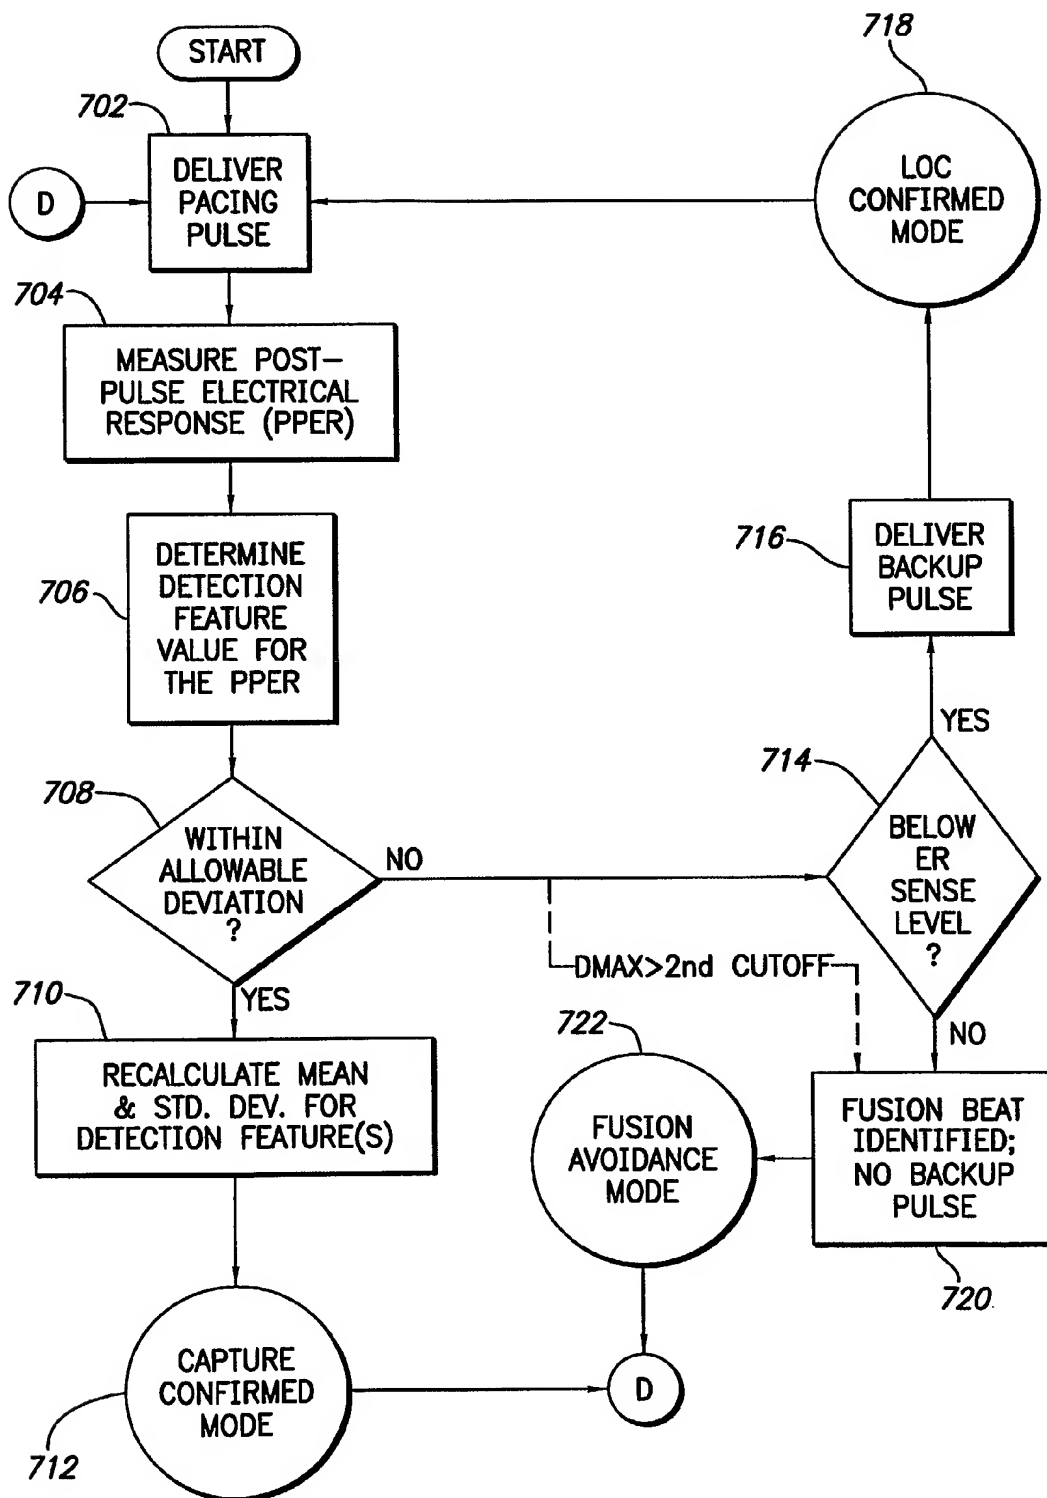 START
718
702
DELIVER
PACING
PULSE
D
LOC
CONFIRMED
MODE
704
MEASURE POST-
PULSE ELECTRICAL
RESPONSE (PPER)
706
DETERMINE
DETECTION
FEATURE
VALUE FOR
THE PPER
716
DELIVER
BACKUP
PULSE
YES
708
WITHIN
ALLOWABLE
DEVIATION
?
NO
714
BELOW
ER
SENSE
LEVEL
?
DMAX>2nd CUTOFF
YES
NO
710
RECALCULATE MEAN
& STD. DEV. FOR
DETECTION FEATURE(S)
722
FUSION
AVOIDANCE
MODE
FUSION BEAT
IDENTIFIED;
NO BACKUP
PULSE
720
CAPTURE
CONFIRMED
MODE
712
D